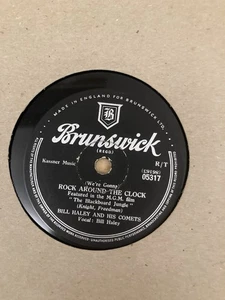 MADE IN ENGLAND FOR BRUNSWICK LTD.
B
Brunswick
(REGD)
Kassner Music
R/T
05317
(We're Gonna)
ROCK AROUND THE CLOCK
Featured in the M.G.M. film
"The Blackboard Jungle"
(Knight, Freedman)
BILL HALEY AND HIS COMETS
Vocal: Bill Haley